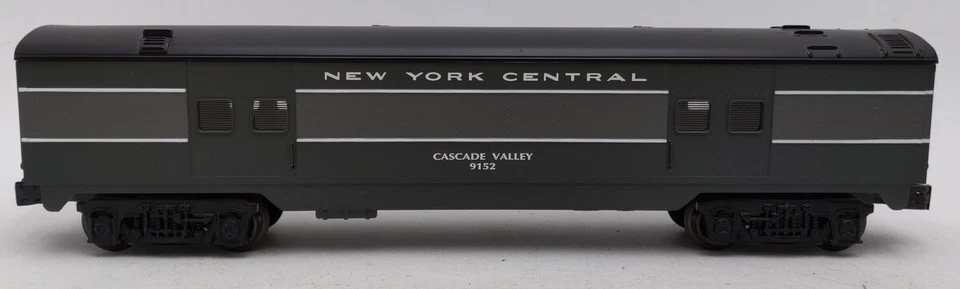 NEW YORK CENTRAL
CASCADE VALLEY
9152